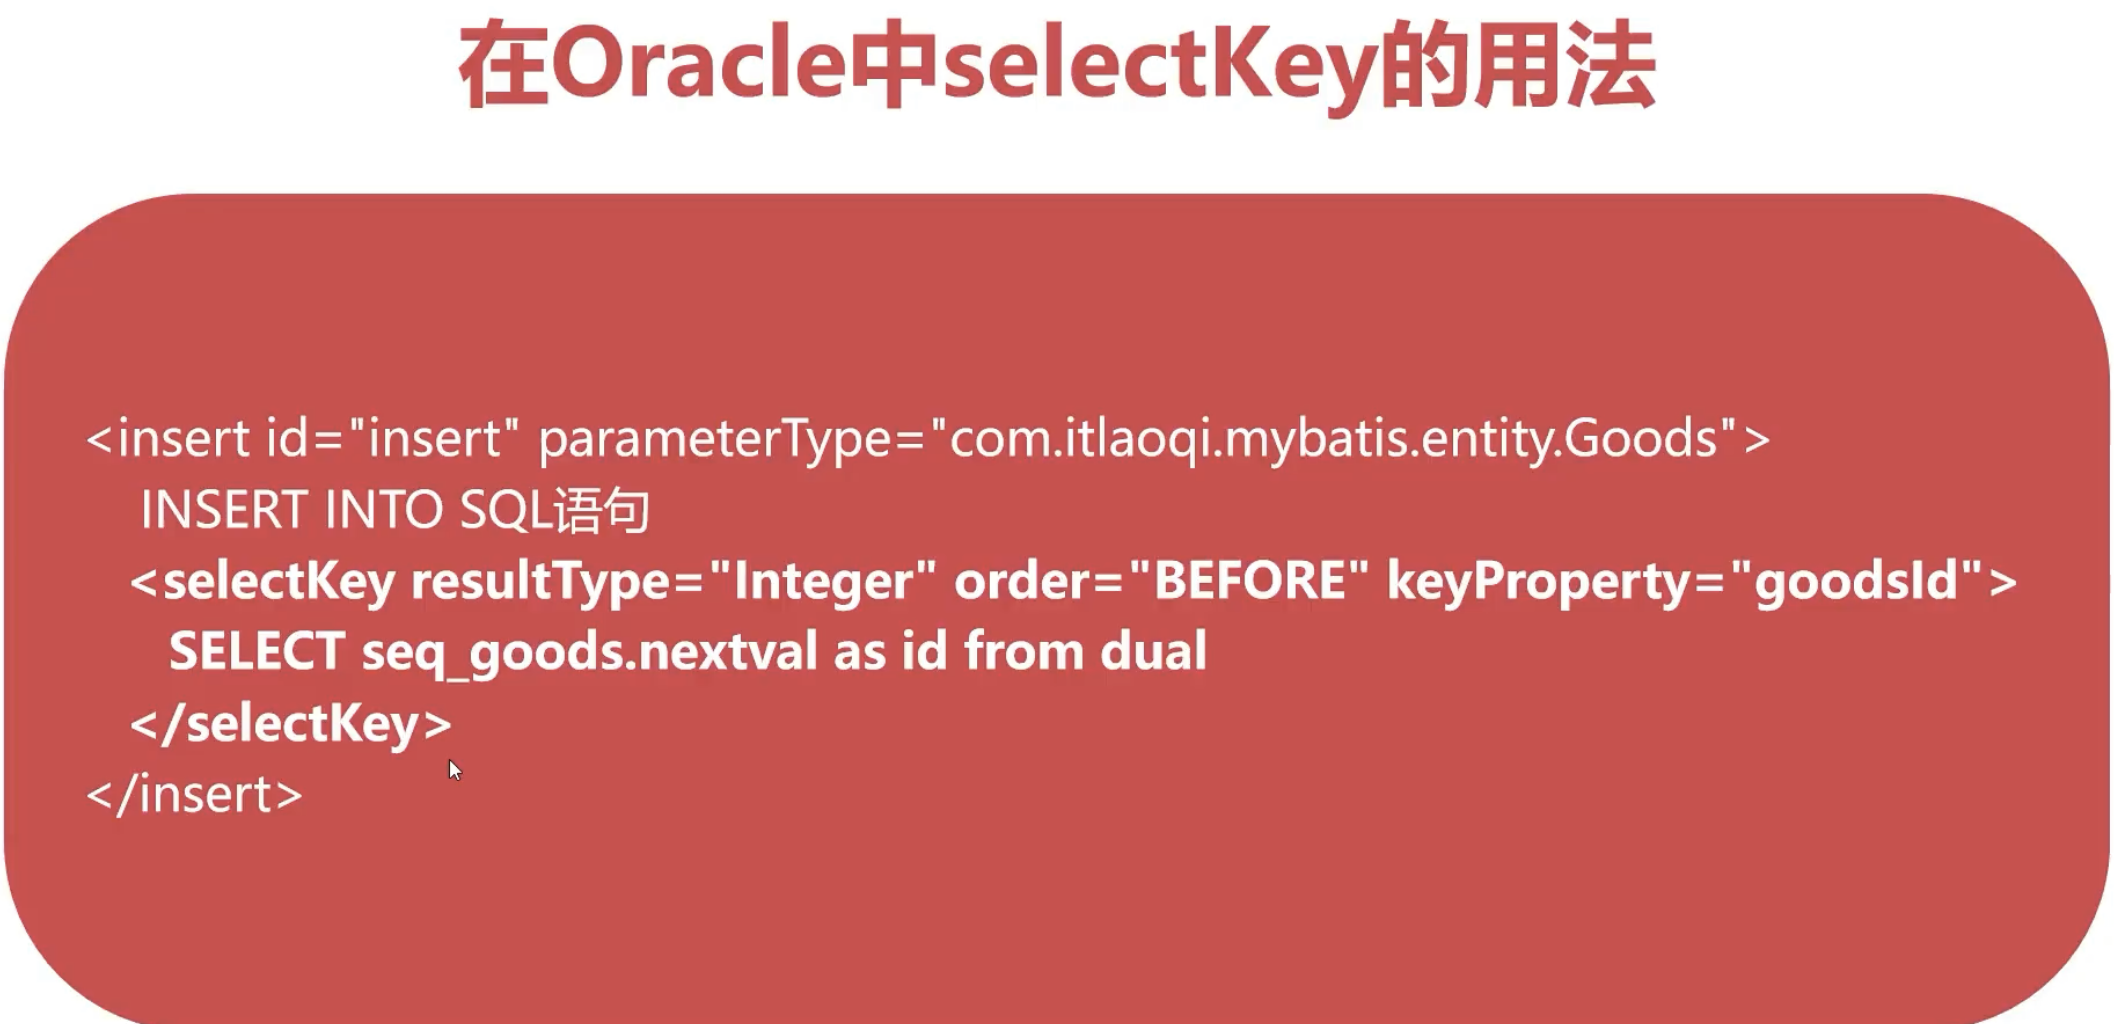 在Oracle中selectKey的用法
<insert id="insert" parameterType="com.itlaoqi.mybatis.entity.Goods">
INSERT INTO SQL语句
<selectKey resultType="Integer" order="BEFORE" keyProperty="goodsId">
SELECT seq_goods.nextval as id from dual
</selectKey>
</insert>